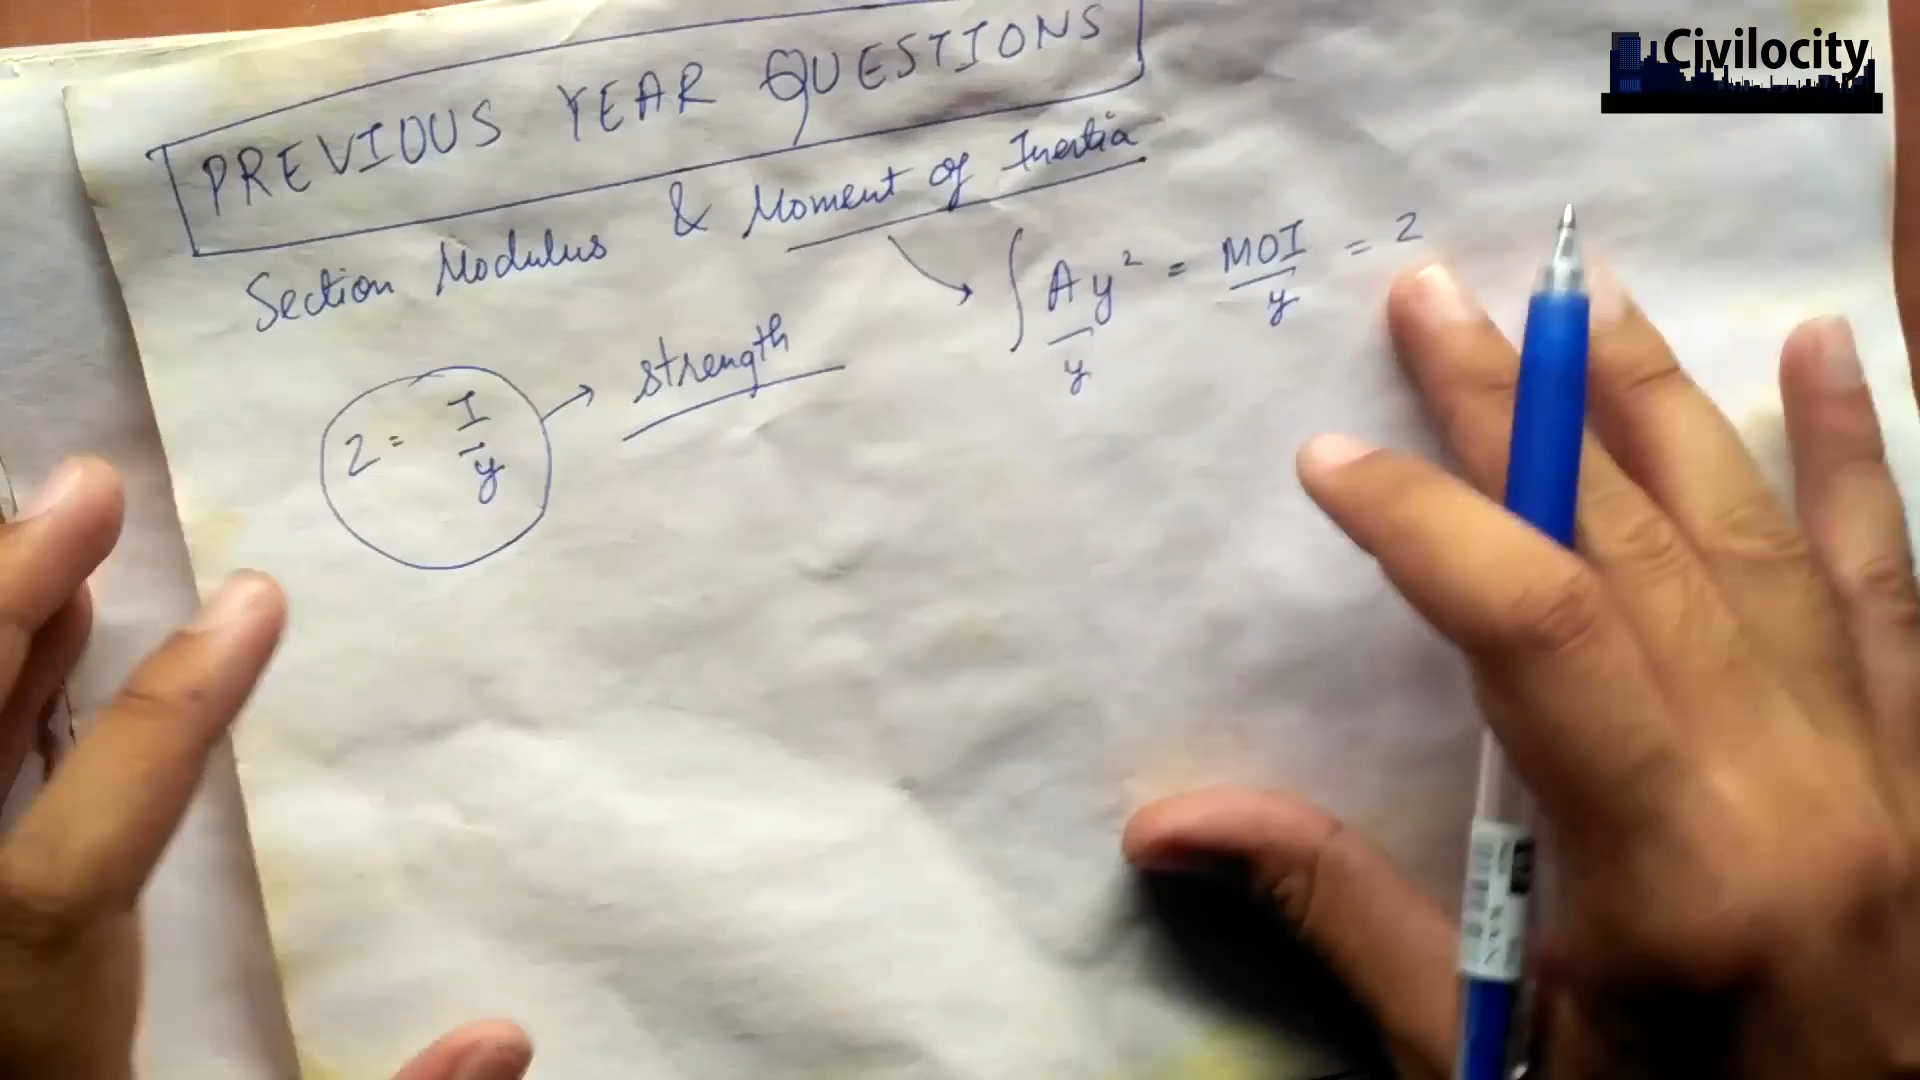 Civilocity
PREVIOUS YEAR QUESTIONS
Section Modulus & Moment of Inertia
∫ Ay² / y = MOI / y = Z
Z = I / y → strength